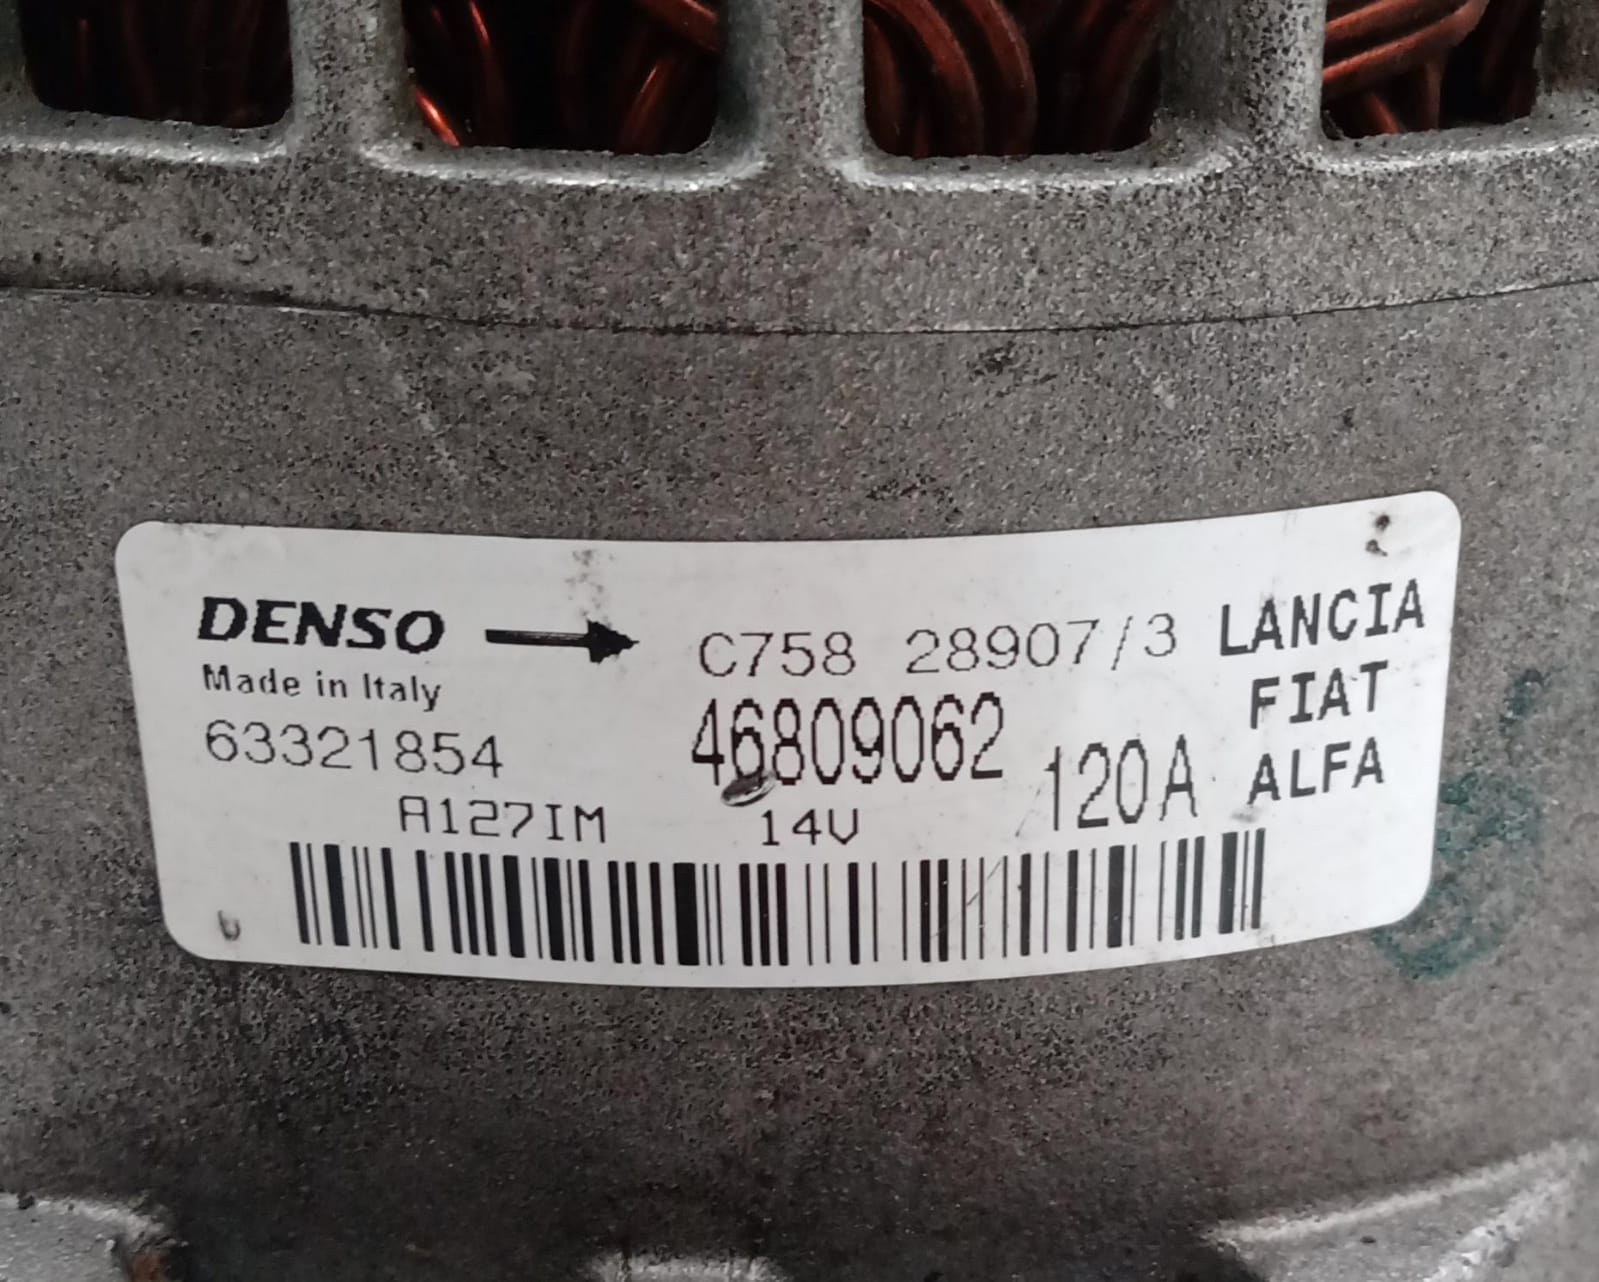 DENSO
Made in Italy
63321854
A127IM
C758 28907/3
46809062
14V
120A
LANCIA
FIAT
ALFA